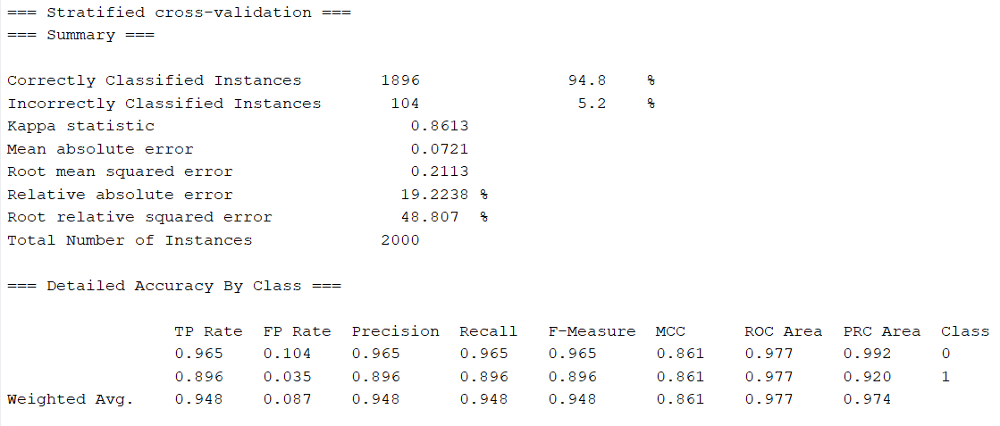 === Stratified cross-validation ===
=== Summary ===
Correctly Classified Instances 1896 94.8 %
Incorrectly Classified Instances 104 5.2 %
Kappa statistic 0.8613
Mean absolute error 0.0721
Root mean squared error 0.2113
Relative absolute error 19.2238 %
Root relative squared error 48.807 %
Total Number of Instances 2000
=== Detailed Accuracy By Class ===
TP Rate FP Rate Precision Recall F-Measure MCC ROC Area PRC Area Class
0.965 0.104 0.965 0.965 0.965 0.861 0.977 0.992 0
0.896 0.035 0.896 0.896 0.896 0.861 0.977 0.920 1
Weighted Avg. 0.948 0.087 0.948 0.948 0.948 0.861 0.977 0.974